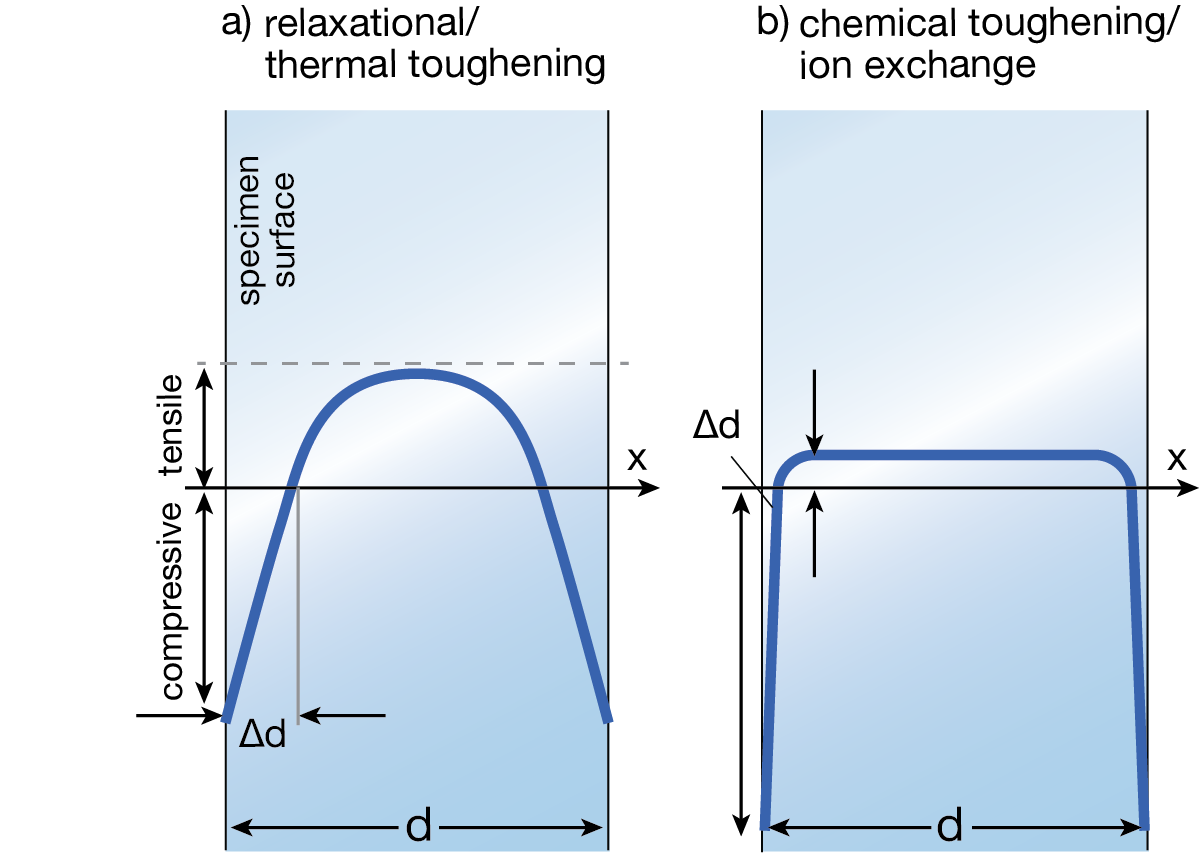 a) relaxational/
thermal toughening
b) chemical toughening/
ion exchange
specimen
surface
tensile
compressive
x
Δd
d
Δd
x
d